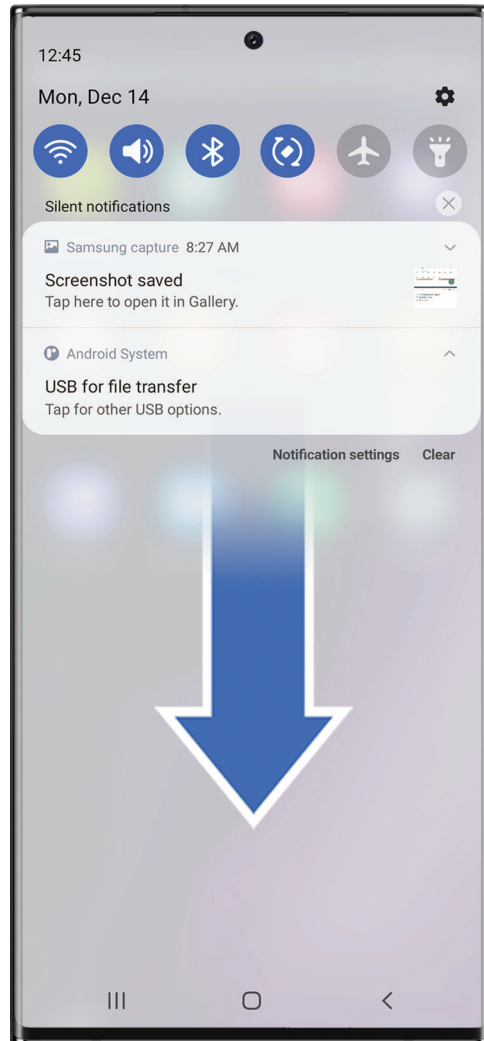 12:45
Mon, Dec 14
Silent notifications
Samsung capture 8:27 AM
Screenshot saved
Tap here to open it in Gallery.
Android System
USB for file transfer
Tap for other USB options.
Notification settings Clear